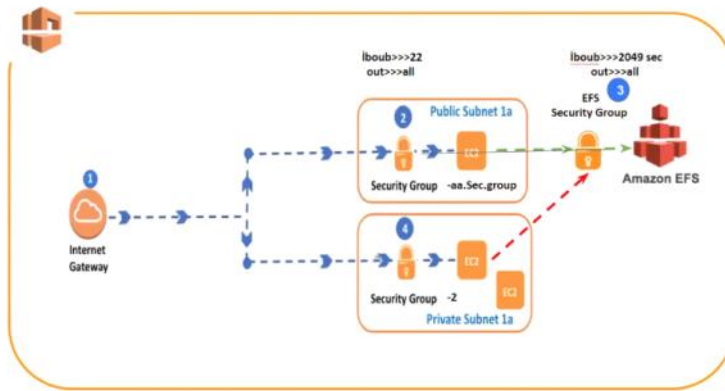 İboub>>>22
out>>>all
İboub>>>2049 sec
out>>>all
3
EFS
Security Group
Public Subnet 1a
2
EC2
Amazon EFS
Security Group
-aa.Sec.group
1
Internet
Gateway
4
EC2
EC2
Security Group
-2
Private Subnet 1a